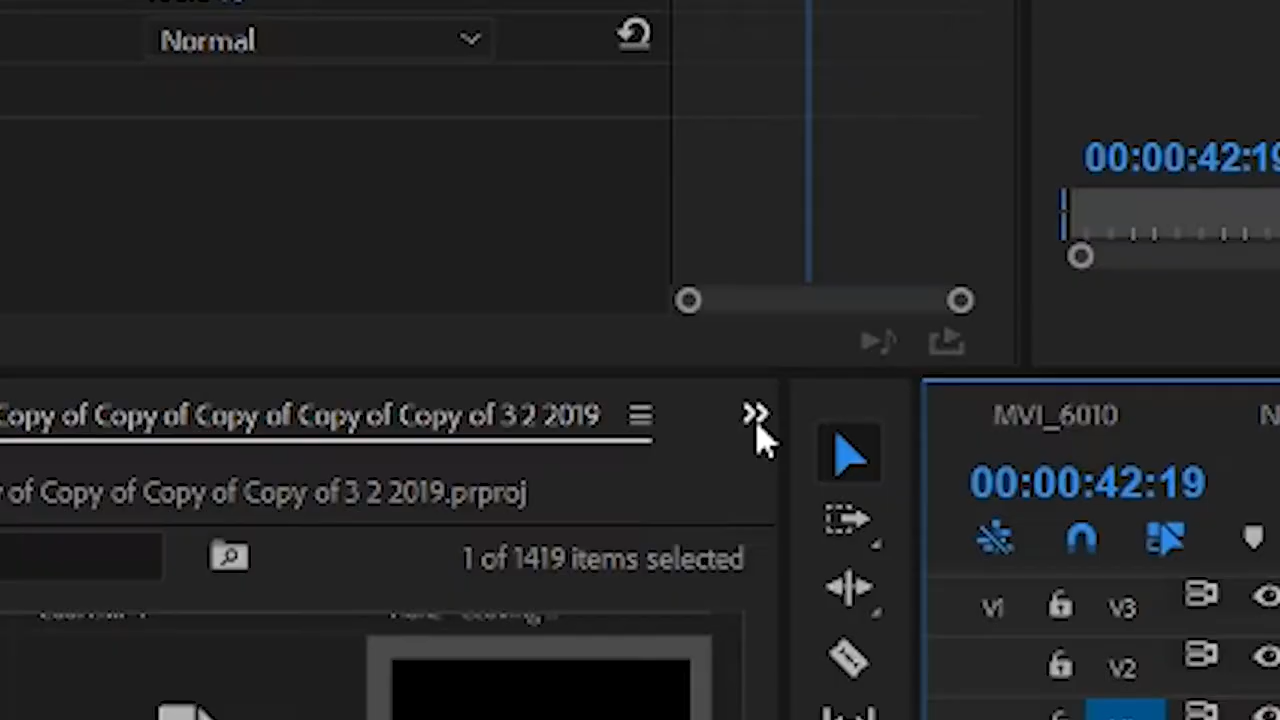 Normal
00:00:42:19
Copy of Copy of Copy of Copy of Copy of 3 2 2019
MVI_6010
of Copy of Copy of Copy of 3 2 2019.prproj
00:00:42:19
1 of 1419 items selected
V1
V3
V2